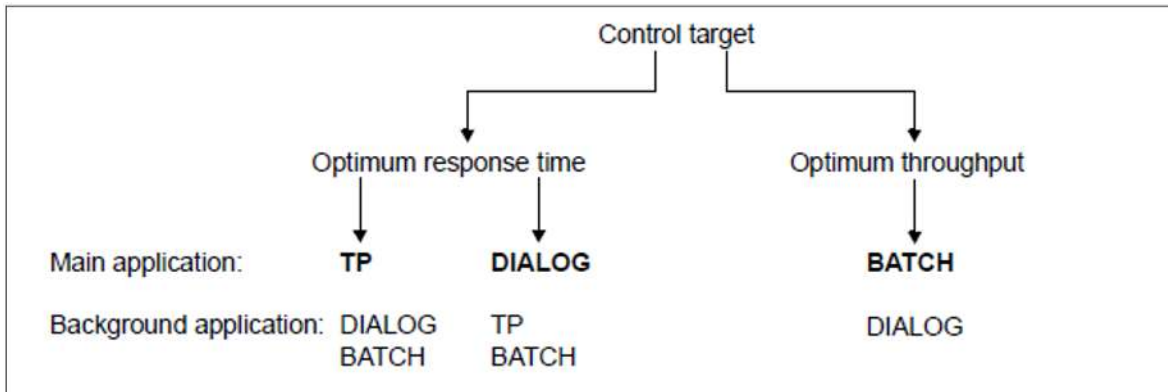 Control target
Optimum response time Optimum throughput
Main application: TP DIALOG BATCH
Background application: DIALOG TP DIALOG
BATCH BATCH